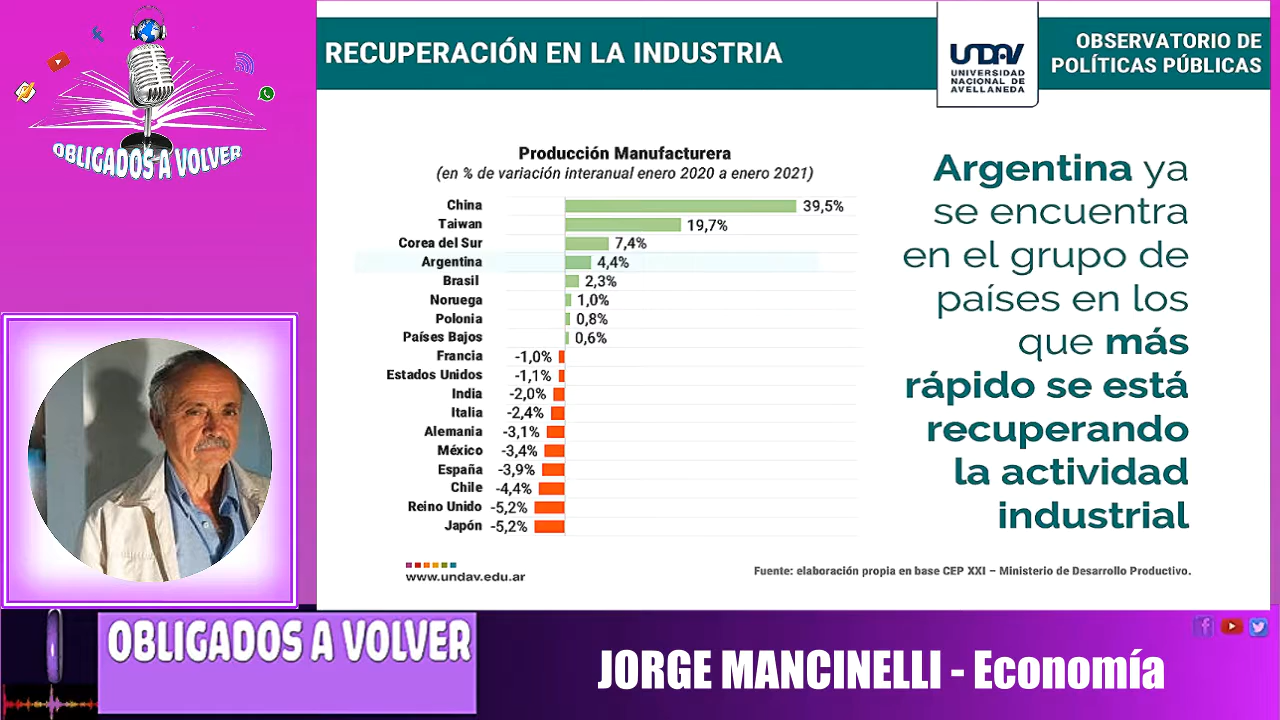 OBLIGADOS A VOLVER
RECUPERACIÓN EN LA INDUSTRIA
UNDAV
UNIVERSIDAD
NACIONAL DE
AVELLANEDA
OBSERVATORIO DE
POLÍTICAS PÚBLICAS
Producción Manufacturera
(en % de variación interanual enero 2020 a enero 2021)
China 39,5%
Taiwan 19,7%
Corea del Sur 7,4%
Argentina 4,4%
Brasil 2,3%
Noruega 1,0%
Polonia 0,8%
Países Bajos 0,6%
Francia -1,0%
Estados Unidos -1,1%
India -2,0%
Italia -2,4%
Alemania -3,1%
México -3,4%
España -3,9%
Chile -4,4%
Reino Unido -5,2%
Japón -5,2%
Argentina ya
se encuentra
en el grupo de
países en los
que más
rápido se está
recuperando
la actividad
industrial
www.undav.edu.ar
Fuente: elaboración propia en base CEP XXI – Ministerio de Desarrollo Productivo.
OBLIGADOS A VOLVER
JORGE MANCINELLI - Economía